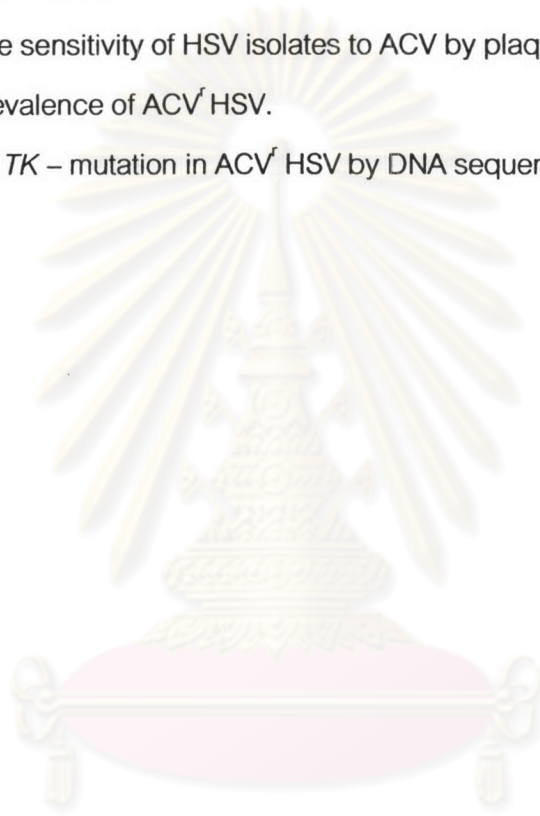 e sensitivity of HSV isolates to ACV by plaq
evalence of ACVʳ HSV.
TK – mutation in ACVʳ HSV by DNA sequen